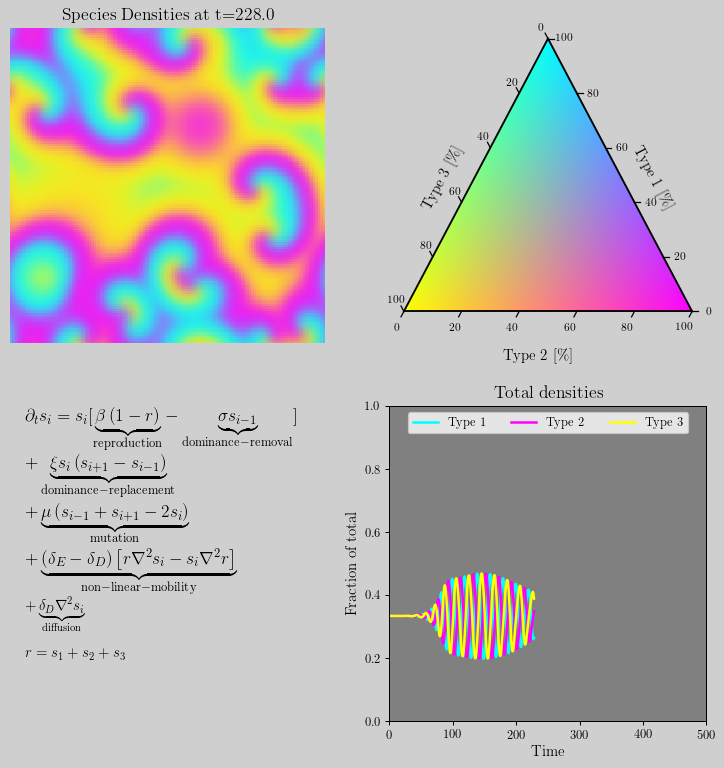 Species Densities at t=228.0
0
100
20
80
40
60
60
40
80
20
100
0
Type 3 [%]
Type 1 [%]
0 20 40 60 80 100
Type 2 [%]
∂ₜsᵢ = sᵢ[ β (1 − r) − σsᵢ₋₁ ]
reproduction dominance−removal
+ ξsᵢ (sᵢ₊₁ − sᵢ₋₁)
dominance−replacement
+ μ (sᵢ₋₁ + sᵢ₊₁ − 2sᵢ)
mutation
+ (δ_E − δ_D) [r∇²sᵢ − sᵢ∇²r]
non−linear−mobility
+ δ_D∇²sᵢ
diffusion
r = s₁ + s₂ + s₃
Total densities
Type 1 Type 2 Type 3
1.0
0.8
0.6
0.4
0.2
0.0
Fraction of total
0 100 200 300 400 500
Time